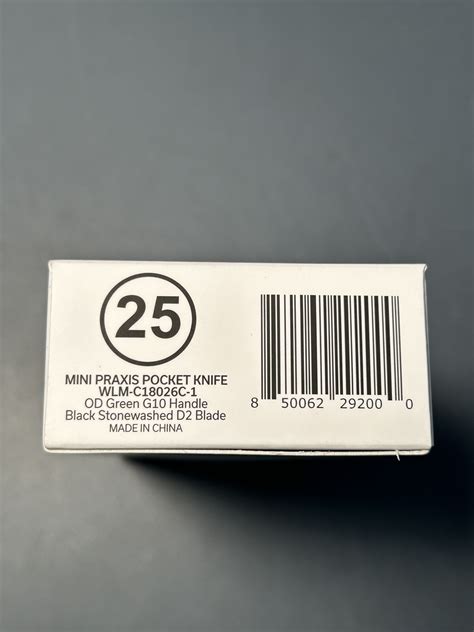 25
MINI PRAXIS POCKET KNIFE
WLM-C18026C-1
OD Green G10 Handle
Black Stonewashed D2 Blade
MADE IN CHINA
8 50062 29200 0